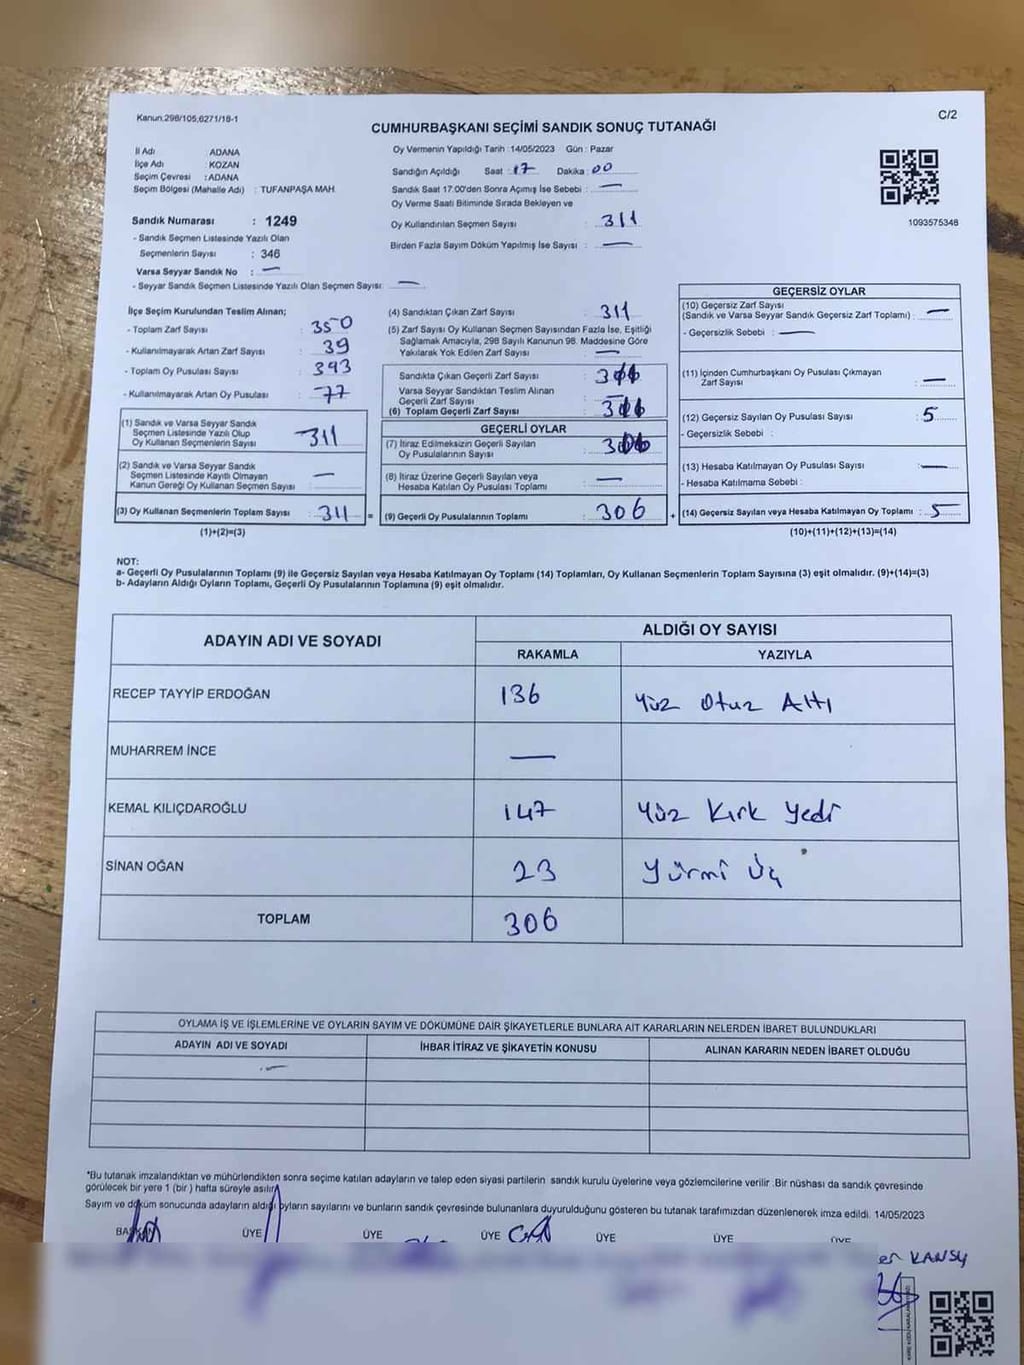 Kanun:298/105;6271/18-1
C/2
CUMHURBAŞKANI SEÇİMİ SANDIK SONUÇ TUTANAĞI
İl Adı : ADANA
İlçe Adı : KOZAN
Seçim Çevresi : ADANA
Seçim Bölgesi (Mahalle Adı) : TUFANPAŞA MAH.
Sandık Numarası : 1249
- Sandık Seçmen Listesinde Yazılı Olan
Seçmenlerin Sayısı : 346
Varsa Seyyar Sandık No : —
- Seyyar Sandık Seçmen Listesinde Yazılı Olan Seçmen Sayısı : —
Oy Vermenin Yapıldığı Tarih :14/05/2023 Gün : Pazar
Sandığın Açıldığı Saat : 17 Dakika : 00
Sandık Saat 17.00'den Sonra Açımış İse Sebebi : —
Oy Verme Saati Bitiminde Sırada Bekleyen ve
Oy Kullandırılan Seçmen Sayısı : 311
Birden Fazla Sayım Döküm Yapılmış İse Sayısı : —
1093575348
İlçe Seçim Kurulundan Teslim Alınan;
- Toplam Zarf Sayısı : 350
- Kullanılmayarak Artan Zarf Sayısı : 39
- Toplam Oy Pusulası Sayısı : 393
- Kullanılmayarak Artan Oy Pusulası : 77
(1) Sandık ve Varsa Seyyar Sandık
Seçmen Listesinde Yazılı Olup
Oy Kullanan Seçmenlerin Sayısı : 311
(2) Sandık ve Varsa Seyyar Sandık
Seçmen Listesinde Kayıtlı Olmayan
Kanun Gereği Oy Kullanan Seçmen Sayısı : —
(3) Oy Kullanan Seçmenlerin Toplam Sayısı : 311
(1)+(2)=(3)
=
(4) Sandıktan Çıkan Zarf Sayısı : 311
(5) Zarf Sayısı Oy Kullanan Seçmen Sayısından Fazla İse, Eşitliği
Sağlamak Amacıyla, 298 Sayılı Kanunun 98. Maddesine Göre
Yakılarak Yok Edilen Zarf Sayısı : —
Sandıkta Çıkan Geçerli Zarf Sayısı :
Varsa Seyyar Sandıktan Teslim Alınan
Geçerli Zarf Sayısı : —
(6) Toplam Geçerli Zarf Sayısı :
GEÇERLİ OYLAR
(7) İtiraz Edilmeksizin Geçerli Sayılan
Oy Pusulalarının Sayısı : 306
(8) İtiraz Üzerine Geçerli Sayılan veya
Hesaba Katılan Oy Pusulası Toplamı : —
(9) Geçerli Oy Pusulalarının Toplamı : 306
+
GEÇERSİZ OYLAR
(10) Geçersiz Zarf Sayısı
(Sandık ve Varsa Seyyar Sandık Geçersiz Zarf Toplamı) : —
- Geçersizlik Sebebi : —
(11) İçinden Cumhurbaşkanı Oy Pusulası Çıkmayan
Zarf Sayısı : —
(12) Geçersiz Sayılan Oy Pusulası Sayısı : 5
- Geçersizlik Sebebi :
(13) Hesaba Katılmayan Oy Pusulası Sayısı : —
- Hesaba Katılmama Sebebi :
(14) Geçersiz Sayılan veya Hesaba Katılmayan Oy Toplamı : 5
(10)+(11)+(12)+(13)=(14)
NOT:
a- Geçerli Oy Pusulalarının Toplamı (9) ile Geçersiz Sayılan veya Hesaba Katılmayan Oy Toplamı (14) Toplamları, Oy Kullanan Seçmenlerin Toplam Sayısına (3) eşit olmalıdır. (9)+(14)=(3)
b- Adayların Aldığı Oyların Toplamı, Geçerli Oy Pusulalarının Toplamına (9) eşit olmalıdır.
ADAYIN ADI VE SOYADI
ALDIĞI OY SAYISI
RAKAMLA YAZIYLA
RECEP TAYYİP ERDOĞAN 136 Yüz Otuz Altı
MUHARREM İNCE —
KEMAL KILIÇDAROĞLU 147 Yüz Kırk Yedi
SİNAN OĞAN 23 Yürmi Üç
TOPLAM 306
OYLAMA İŞ VE İŞLEMLERİNE VE OYLARIN SAYIM VE DÖKÜMÜNE DAİR ŞİKAYETLERLE BUNLARA AİT KARARLARIN NELERDEN İBARET BULUNDUKLARI
ADAYIN ADI VE SOYADI İHBAR İTİRAZ VE ŞİKAYETİN KONUSU ALINAN KARARIN NEDEN İBARET OLDUĞU
—
*Bu tutanak imzalandıktan ve mühürlendikten sonra seçime katılan adayların ve talep eden siyasi partilerin sandık kurulu üyelerine veya gözlemcilerine verilir .Bir nüshası da sandık çevresinde
görülecek bir yere 1 (bir ) hafta süreyle asılır.
Sayım ve döküm sonucunda adayların aldığı oyların sayılarını ve bunların sandık çevresinde bulunanlara duyurulduğunu gösteren bu tutanak tarafımızdan düzenlenerek imza edildi. 14/05/2023
BAŞKAN ÜYE ÜYE ÜYE ÜYE ÜYE ÜYE
KANSY